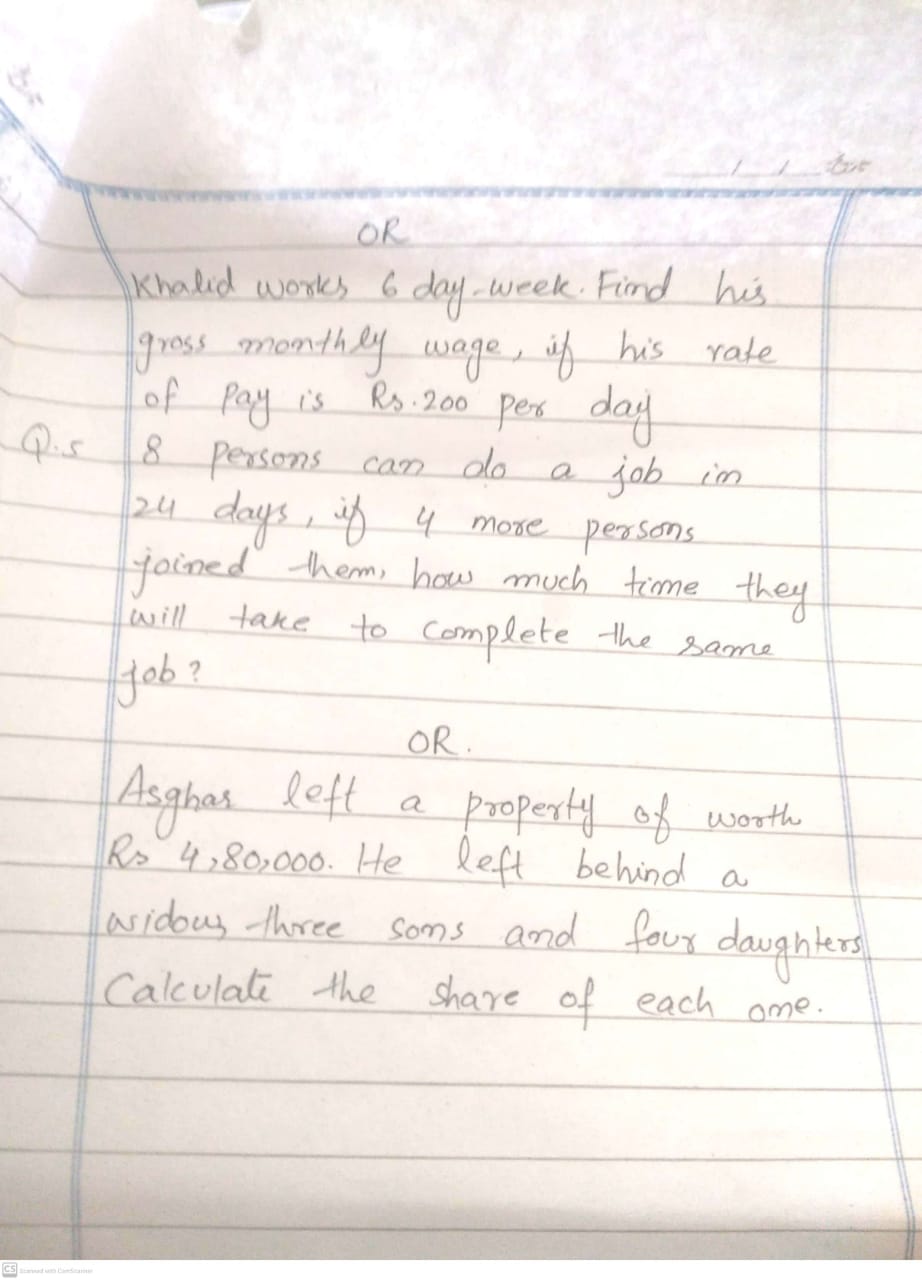 OR
Khalid works 6 day-week. Find his
gross monthly wage, if his rate
of Pay is Rs.200 per day
Q.5 8 persons can do a job in
24 days, if 4 more persons
joined them, how much time they
will take to complete the same
job?
OR.
Asghar left a property of worth
Rs 4,80,000. He left behind a
widow, three sons and four daughters
Calculate the share of each one.
CS Scanned with CamScanner